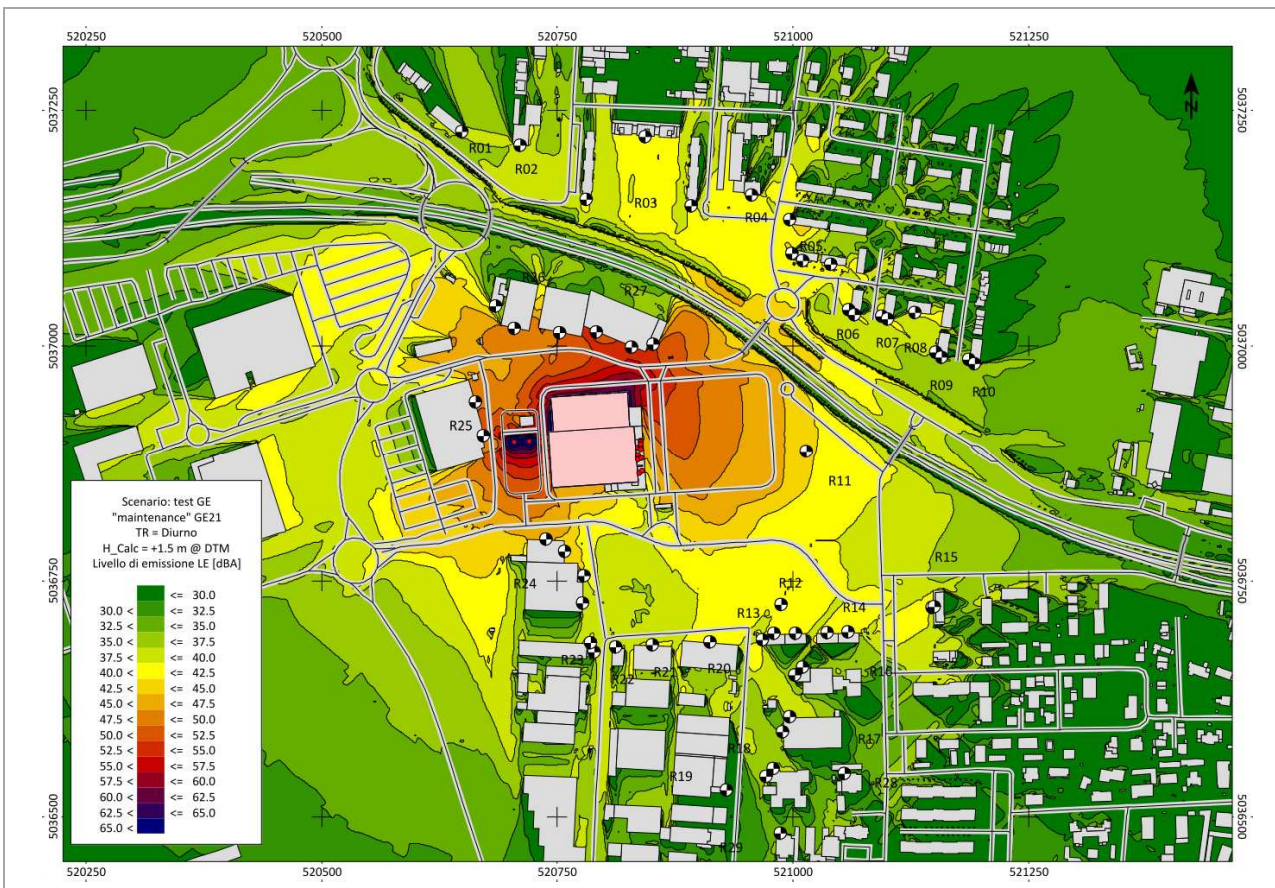 520250 520500 520750 521000 521250
5037250 5037250
N
R01
R02
R03
R04
R05
R26
R27
5037000 5037000
R06
R07
R08
R09
R10
R25
R11
Scenario: test GE
"maintenance" GE21
TR = Diurno
H_Calc = +1.5 m @ DTM
Livello di emissione LE [dBA]
<= 30.0
30.0 < <= 32.5
32.5 < <= 35.0
35.0 < <= 37.5
37.5 < <= 40.0
40.0 < <= 42.5
42.5 < <= 45.0
45.0 < <= 47.5
47.5 < <= 50.0
50.0 < <= 52.5
52.5 < <= 55.0
55.0 < <= 57.5
57.5 < <= 60.0
60.0 < <= 62.5
62.5 < <= 65.0
65.0 <
R15
5036750 5036750
R24
R12
R13
R14
R23
R22
R21
R20
R16
R17
R18
R19
R28
5036500 5036500
R29
520250 520500 520750 521000 521250